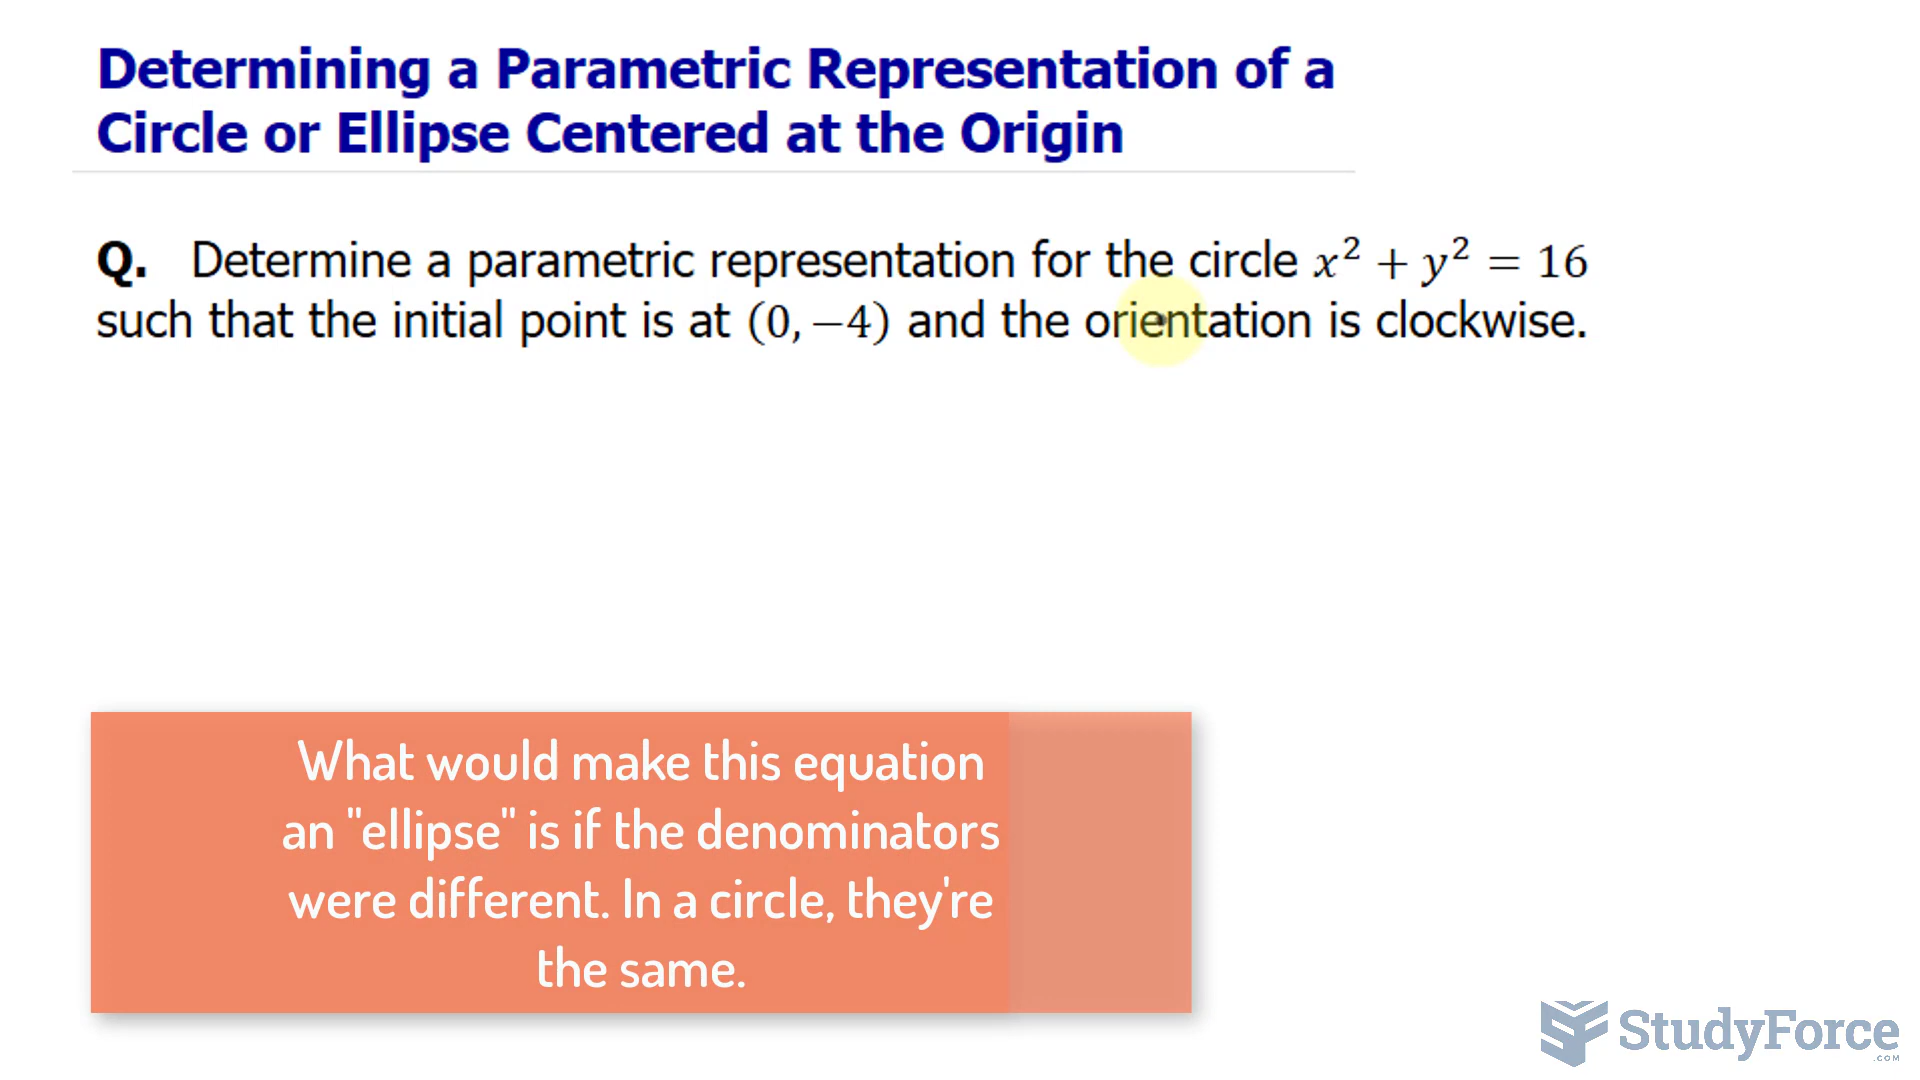 Determining a Parametric Representation of a
Circle or Ellipse Centered at the Origin
Q. Determine a parametric representation for the circle x² + y² = 16
such that the initial point is at (0, −4) and the orientation is clockwise.
What would make this equation
an "ellipse" is if the denominators
were different. In a circle, they're
the same.
StudyForce
.COM